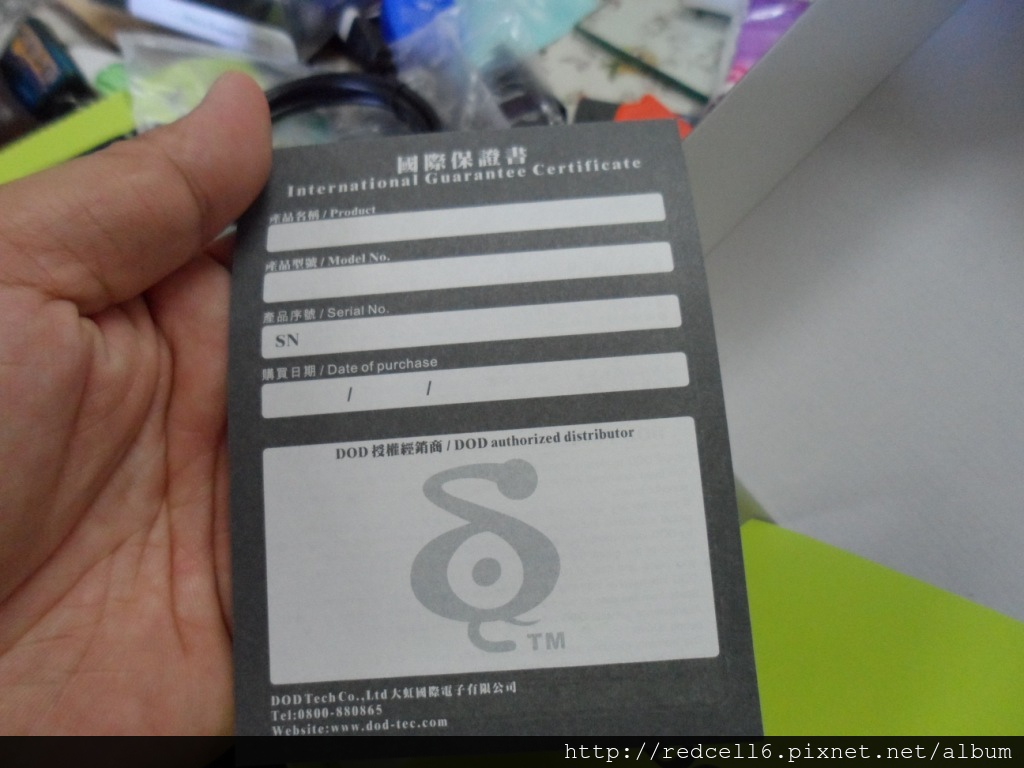 國際保證書
International Guarantee Certificate
產品名稱 / Product
產品型號 / Model No.
產品序號 / Serial No.
SN
購買日期 / Date of purchase
/ /
DOD 授權經銷商 / DOD authorized distributor
TM
DOD Tech Co.,Ltd 大虹國際電子有限公司
Tel:0800-880865
Website:www.dod-tec.com
http://redcell6.pixnet.net/album